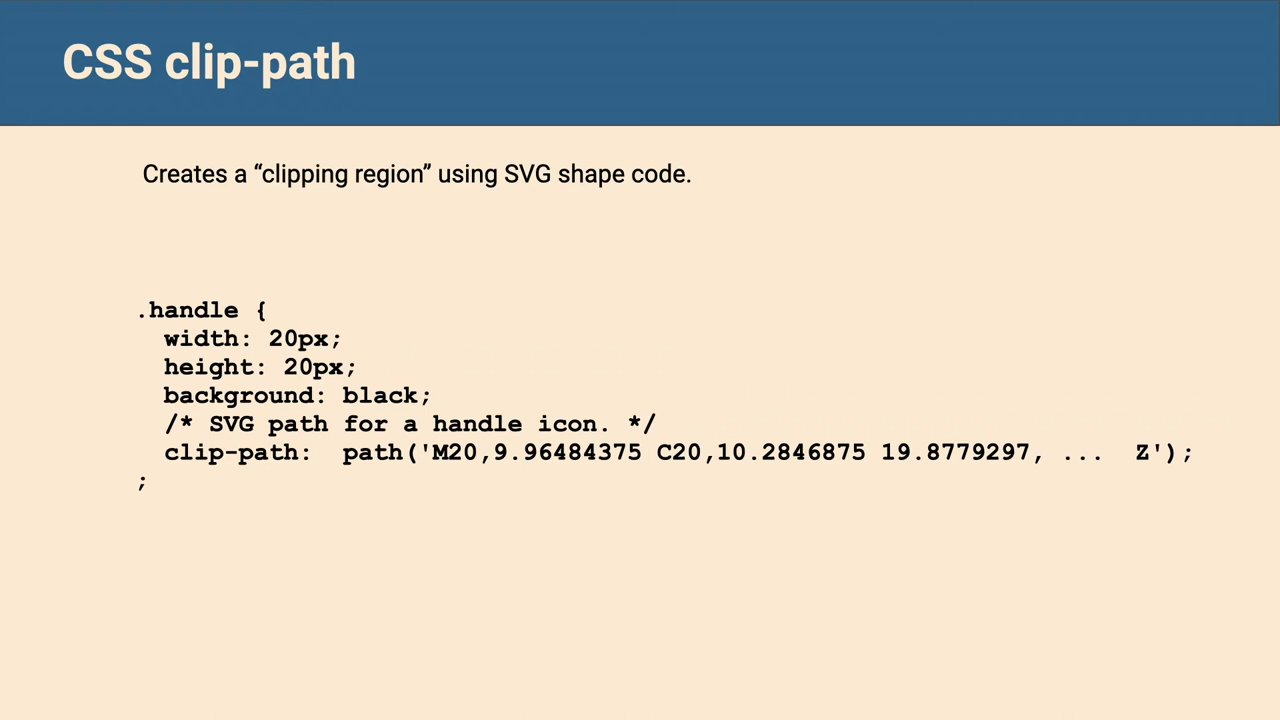 CSS clip-path
Creates a “clipping region” using SVG shape code.
.handle {
  width: 20px;
  height: 20px;
  background: black;
  /* SVG path for a handle icon. */
  clip-path:  path('M20,9.96484375 C20,10.2846875 19.8779297, ...  Z');
;